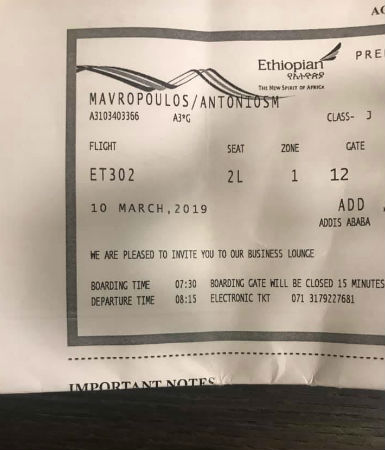 Ethiopian
የኢትዮጵያ
THE NEW SPIRIT OF AFRICA
MAVROPOULOS/ANTONIOSM
A3103403366 A3*G CLASS- J
FLIGHT SEAT ZONE GATE
ET302 2L 1 12
10 MARCH,2019 ADD
ADDIS ABABA
WE ARE PLEASED TO INVITE YOU TO OUR BUSINESS LOUNGE
BOARDING TIME 07:30 BOARDING GATE WILL BE CLOSED 15 MINUTES
DEPARTURE TIME 08:15 ELECTRONIC TKT 071 3179227681
IMPORTANT NOTES